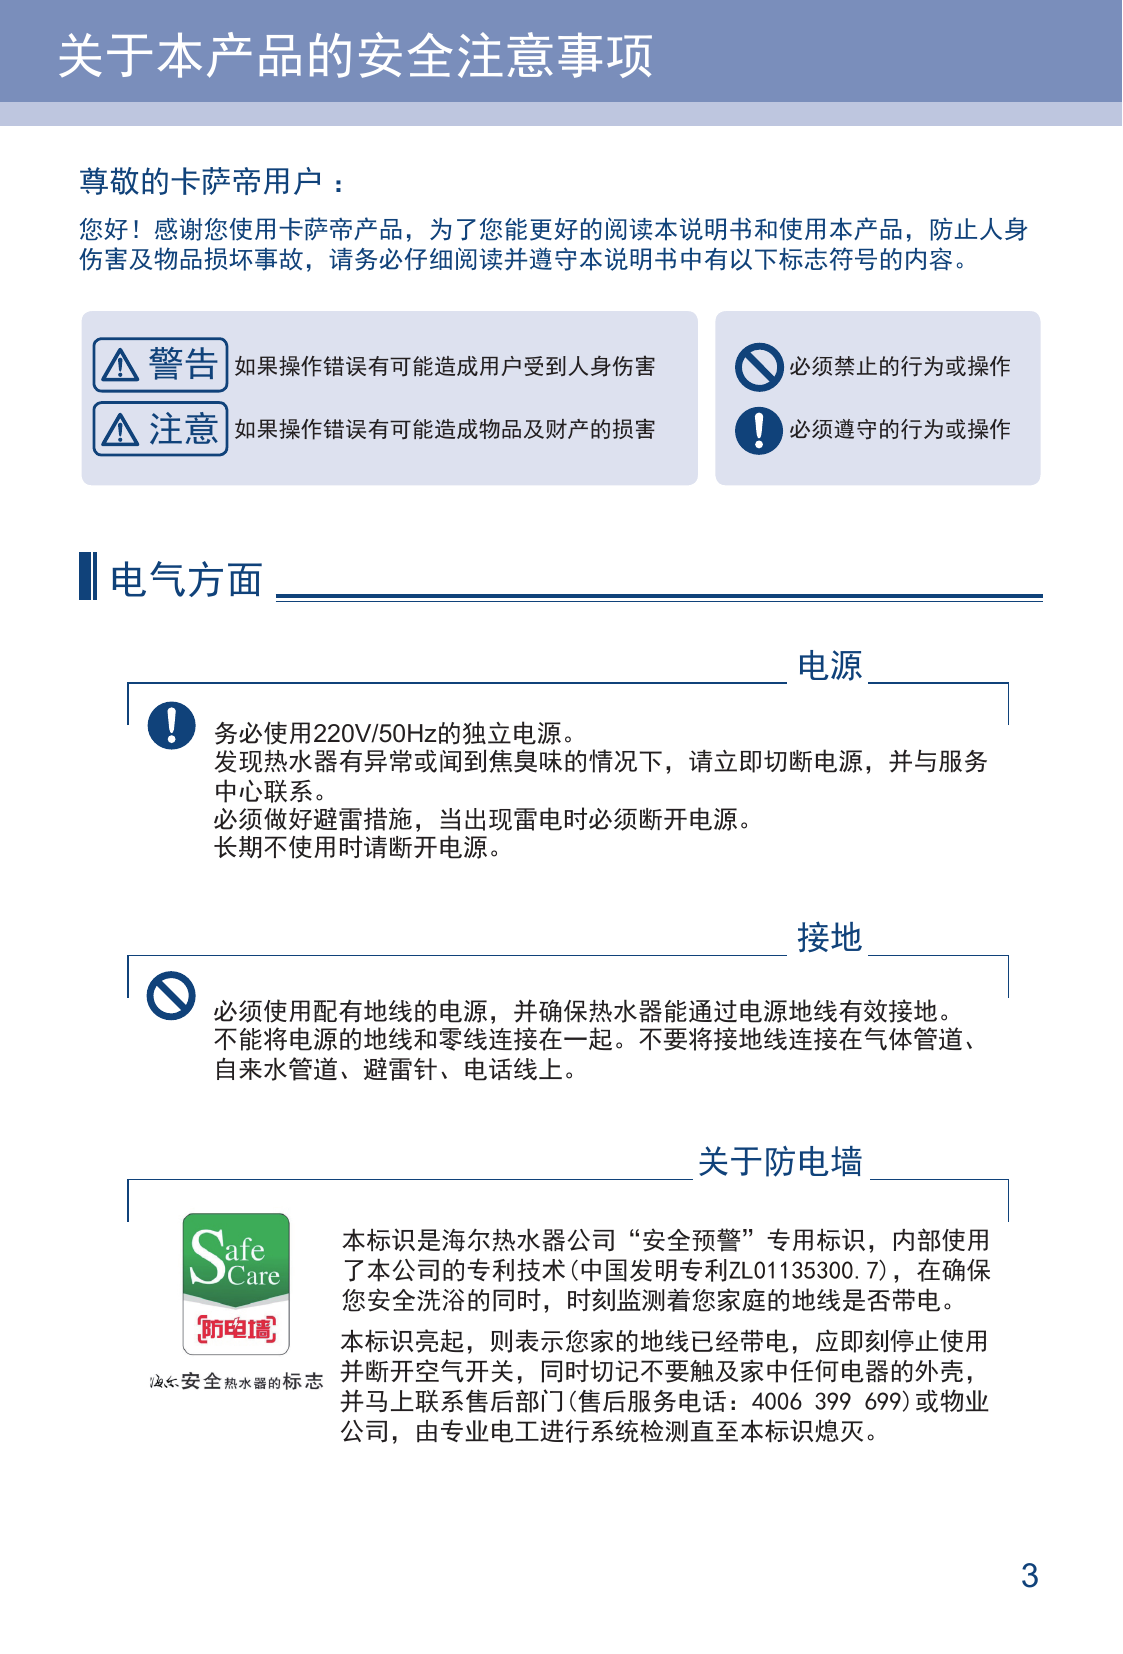 关于本产品的安全注意事项
尊敬的卡萨帝用户：
您好！感谢您使用卡萨帝产品，为了您能更好的阅读本说明书和使用本产品，防止人身
伤害及物品损坏事故，请务必仔细阅读并遵守本说明书中有以下标志符号的内容。
警告 如果操作错误有可能造成用户受到人身伤害
注意 如果操作错误有可能造成物品及财产的损害
必须禁止的行为或操作
必须遵守的行为或操作
电气方面
电源
务必使用220V/50Hz的独立电源。
发现热水器有异常或闻到焦臭味的情况下，请立即切断电源，并与服务
中心联系。
必须做好避雷措施，当出现雷电时必须断开电源。
长期不使用时请断开电源。
接地
必须使用配有地线的电源，并确保热水器能通过电源地线有效接地。
不能将电源的地线和零线连接在一起。不要将接地线连接在气体管道、
自来水管道、避雷针、电话线上。
关于防电墙
Safe
Care
防电墙
海尔安全热水器的标志
本标识是海尔热水器公司“安全预警”专用标识，内部使用
了本公司的专利技术(中国发明专利ZL01135300.7)，在确保
您安全洗浴的同时，时刻监测着您家庭的地线是否带电。
本标识亮起，则表示您家的地线已经带电，应即刻停止使用
并断开空气开关，同时切记不要触及家中任何电器的外壳，
并马上联系售后部门(售后服务电话：4006 399 699)或物业
公司，由专业电工进行系统检测直至本标识熄灭。
3